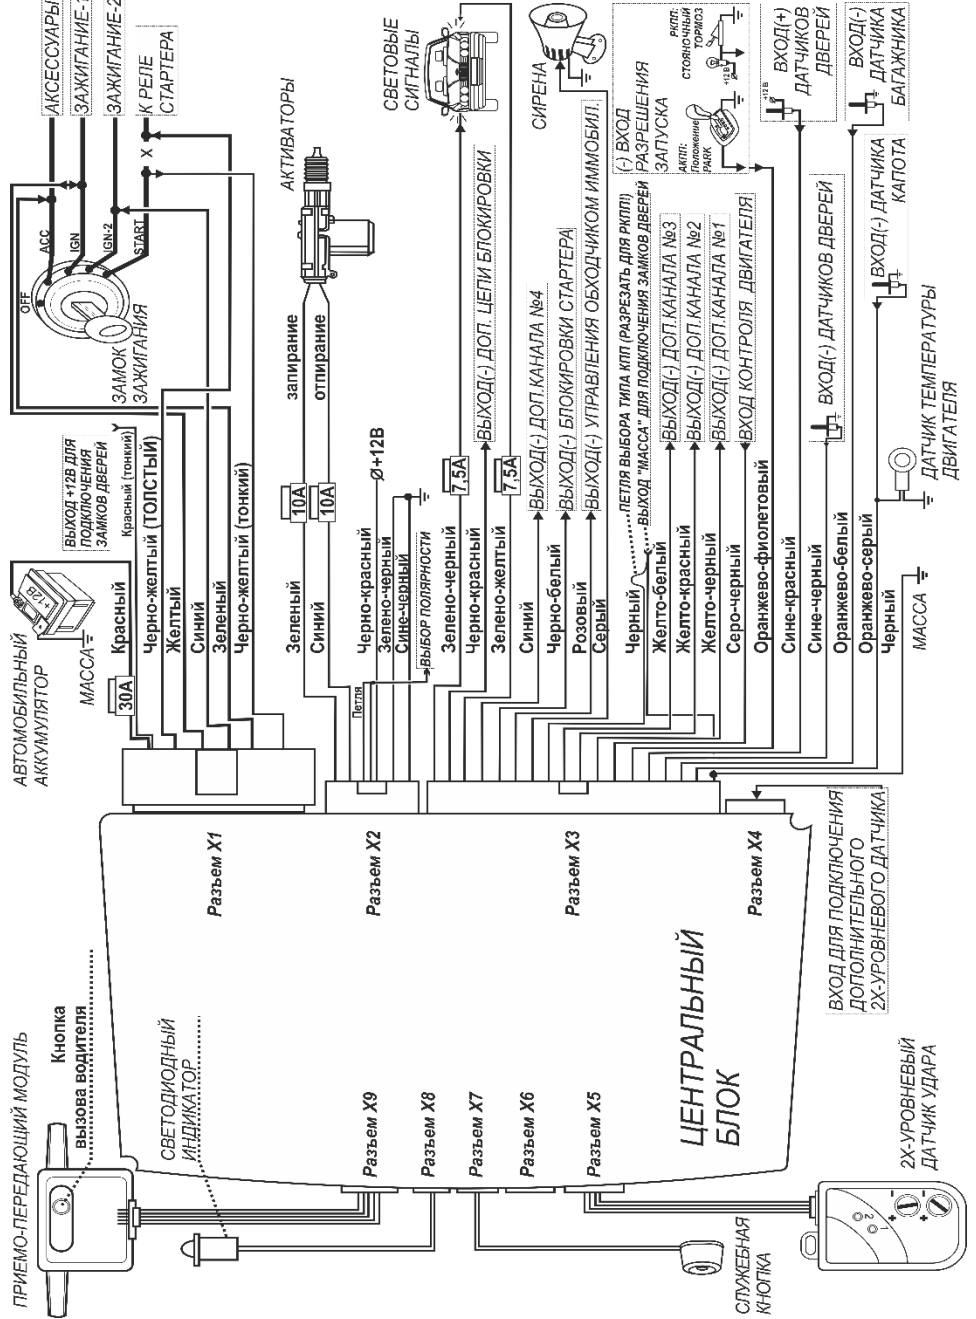 АВТОМОБИЛЬНЫЙ
АККУМУЛЯТОР
МАССА
+12В
30А
ВЫХОД +12В ДЛЯ
ПОДКЛЮЧЕНИЯ
ЗАМКОВ ДВЕРЕЙ
Красный (тонкий)
ЗАМОК
ЗАЖИГАНИЯ
OFF
ACC
IGN
IGN-2
START
X
АКСЕССУАРЫ
ЗАЖИГАНИЕ-1
ЗАЖИГАНИЕ-2
К РЕЛЕ
СТАРТЕРА
Красный
Черно-желтый (ТОЛСТЫЙ)
Желтый
Синий
Зеленый
Черно-желтый (тонкий)
Разъем X1
Зеленый
Синий
10А
10А
запирание
отпирание
АКТИВАТОРЫ
Черно-красный
Ø+12В
Зелено-черный
Сине-черный
Петля
ВЫБОР ПОЛЯРНОСТИ
Разъем X2
Зелено-черный
7,5А
Черно-красный
ВЫХОД(-) ДОП. ЦЕПИ БЛОКИРОВКИ
Зелено-желтый
7,5А
СВЕТОВЫЕ
СИГНАЛЫ
Синий
ВЫХОД(-) ДОП.КАНАЛА №4
Черно-белый
ВЫХОД(-) БЛОКИРОВКИ СТАРТЕРА
Розовый
ВЫХОД(-) УПРАВЛЕНИЯ ОБХОДЧИКОМ ИММОБИЛ.
Серый
СИРЕНА
Черный
ПЕТЛЯ ВЫБОРА ТИПА КПП (РАЗРЕЗАТЬ ДЛЯ РКПП)
ВЫХОД "МАССА" ДЛЯ ПОДКЛЮЧЕНИЯ ЗАМКОВ ДВЕРЕЙ
Желто-белый
ВЫХОД(-) ДОП.КАНАЛА №3
Желто-красный
ВЫХОД(-) ДОП.КАНАЛА №2
Желто-черный
ВЫХОД(-) ДОП.КАНАЛА №1
Серо-черный
ВХОД КОНТРОЛЯ ДВИГАТЕЛЯ
Оранжево-фиолетовый
(-) ВХОД
РАЗРЕШЕНИЯ
ЗАПУСКА
АКПП:
Положение
PARK
РКПП:
СТОЯНОЧНЫЙ
ТОРМОЗ
+12 В
Сине-красный
ВХОД(+)
ДАТЧИКОВ
ДВЕРЕЙ
+12 В
Сине-черный
ВХОД(-) ДАТЧИКОВ ДВЕРЕЙ
Оранжево-белый
ВХОД(-)
ДАТЧИКА
БАГАЖНИКА
Оранжево-серый
ВХОД(-) ДАТЧИКА
КАПОТА
ДАТЧИК ТЕМПЕРАТУРЫ
ДВИГАТЕЛЯ
Черный
МАССА
Разъем X3
Разъем X4
ВХОД ДЛЯ ПОДКЛЮЧЕНИЯ
ДОПОЛНИТЕЛЬНОГО
2Х-УРОВНЕВОГО ДАТЧИКА
ЦЕНТРАЛЬНЫЙ
БЛОК
ПРИЕМО-ПЕРЕДАЮЩИЙ МОДУЛЬ
Кнопка
вызова водителя
СВЕТОДИОДНЫЙ
ИНДИКАТОР
Разъем X9
Разъем X8
Разъем X7
Разъем X6
Разъем X5
СЛУЖЕБНАЯ
КНОПКА
2Х-УРОВНЕВЫЙ
ДАТЧИК УДАРА
1
2
+
-
+
-